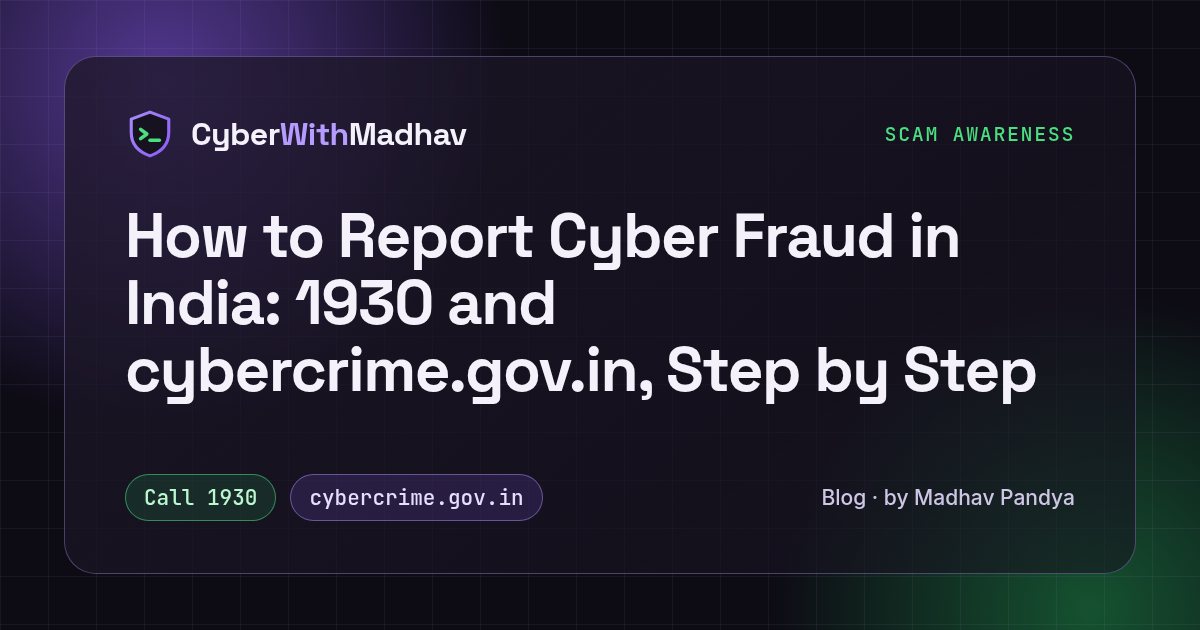 CyberWithMadhav
SCAM AWARENESS
How to Report Cyber Fraud in
India: 1930 and
cybercrime.gov.in, Step by Step
Call 1930
cybercrime.gov.in
Blog · by Madhav Pandya